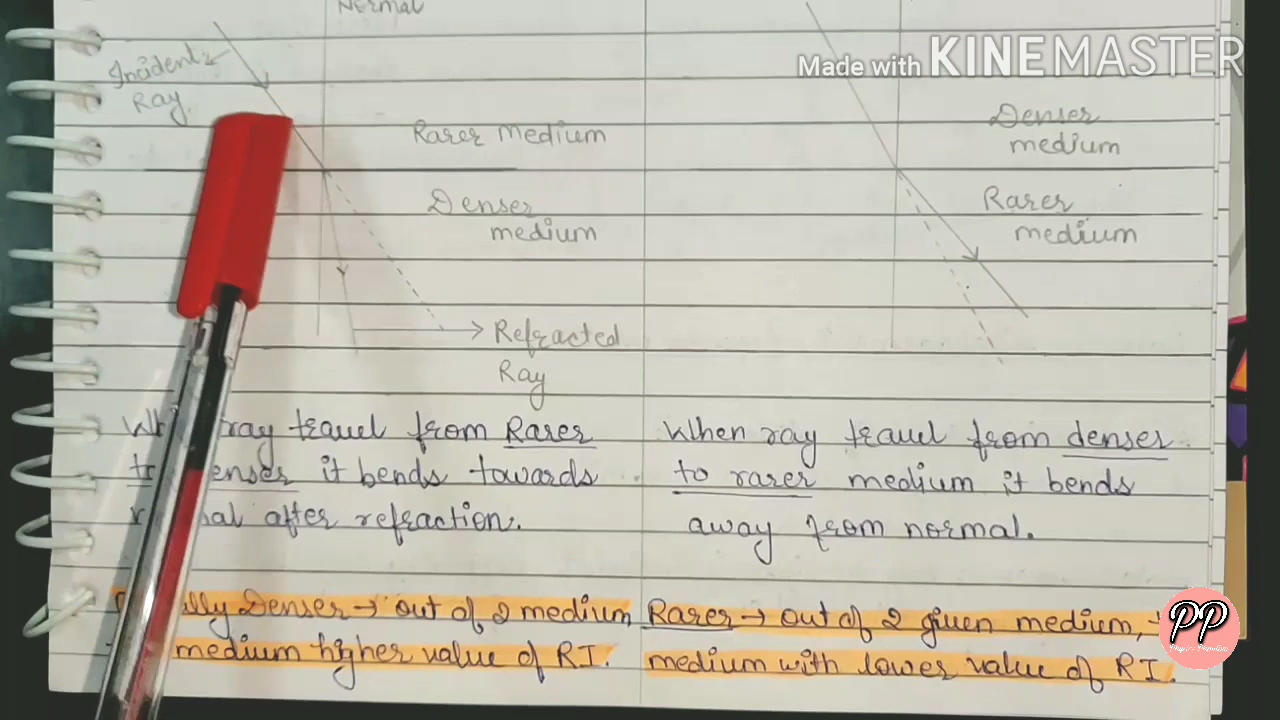 Normal
Incident
Ray
Rarer medium
Denser
medium
Refracted
Ray
Made with KINEMASTER
Denser
medium
Rarer
medium
ray travel from Rarer
it bends towards
after refraction.
When ray travel from denser
to rarer medium it bends
away from normal.
Denser → out of 2 medium
medium higher value of RI.
Rarer → out of 2 given medium,
medium with lower value of RI.
PP